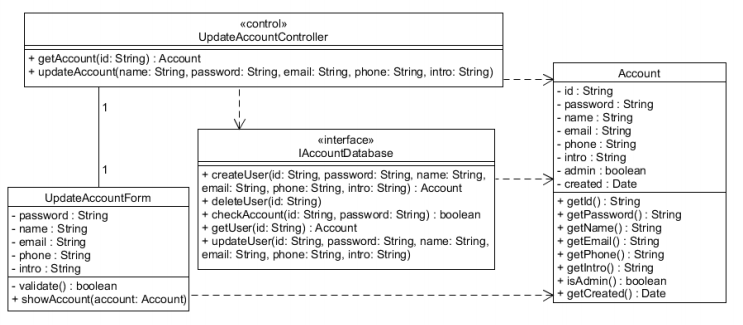 «control»
UpdateAccountController
+ getAccount(id: String) : Account
+ updateAccount(name: String, password: String, email: String, phone: String, intro: String)
1
1
«interface»
IAccountDatabase
+ createUser(id: String, password: String, name: String,
email: String, phone: String, intro: String) : Account
+ deleteUser(id: String)
+ checkAccount(id: String, password: String) : boolean
+ getUser(id: String) : Account
+ updateUser(id: String, password: String, name: String,
email: String, phone: String, intro: String)
UpdateAccountForm
- password : String
- name : String
- email : String
- phone : String
- intro : String
- validate() : boolean
+ showAccount(account: Account)
Account
- id : String
- password : String
- name : String
- email : String
- phone : String
- intro : String
- admin : boolean
- created : Date
+ getId() : String
+ getPassword() : String
+ getName() : String
+ getEmail() : String
+ getPhone() : String
+ getIntro() : String
+ isAdmin() : boolean
+ getCreated() : Date